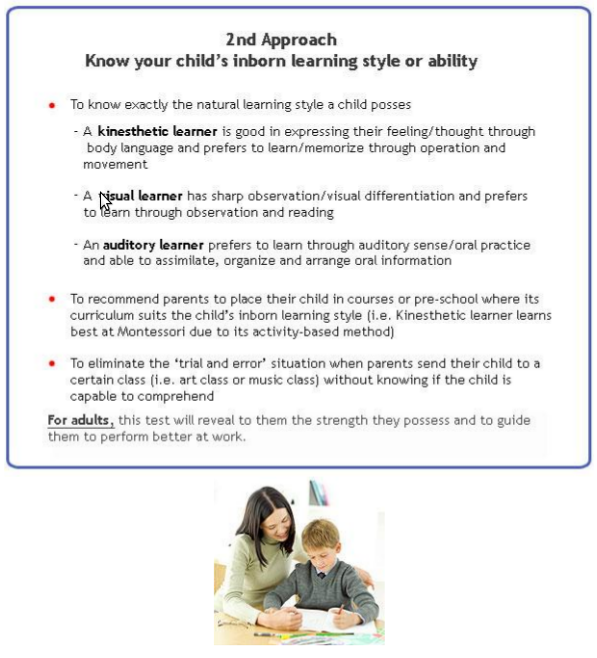 2nd Approach
Know your child's inborn learning style or ability
• To know exactly the natural learning style a child posses
- A kinesthetic learner is good in expressing their feeling/thought through
body language and prefers to learn/memorize through operation and
movement
- A visual learner has sharp observation/visual differentiation and prefers
to learn through observation and reading
- An auditory learner prefers to learn through auditory sense/oral practice
and able to assimilate, organize and arrange oral information
• To recommend parents to place their child in courses or pre-school where its
curriculum suits the child's inborn learning style (i.e. Kinesthetic learner learns
best at Montessori due to its activity-based method)
• To eliminate the 'trial and error' situation when parents send their child to a
certain class (i.e. art class or music class) without knowing if the child is
capable to comprehend
For adults, this test will reveal to them the strength they possess and to guide
them to perform better at work.